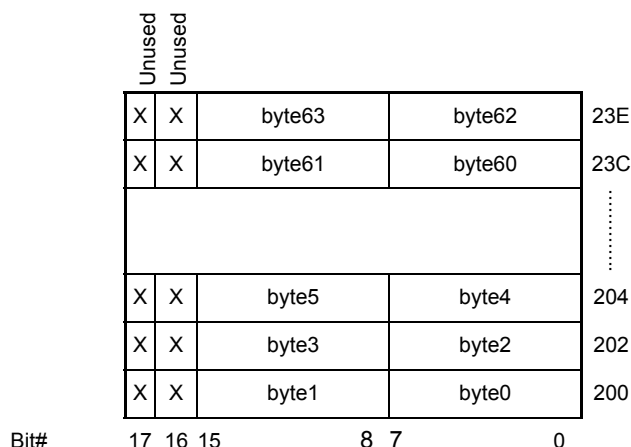 Unused Unused
X X byte63 byte62 23E
X X byte61 byte60 23C
X X byte5 byte4 204
X X byte3 byte2 202
X X byte1 byte0 200
Bit# 17 16 15 8 7 0